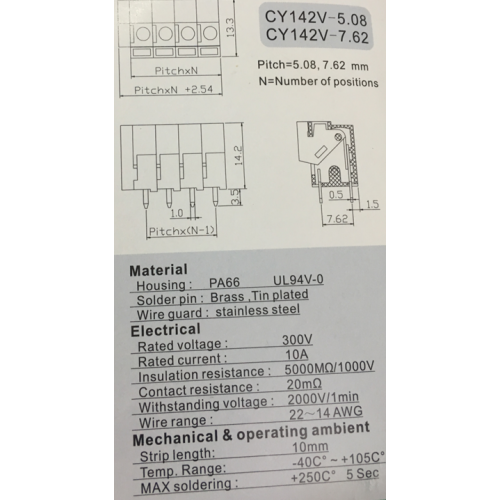 CY142V-5.08
CY142V-7.62
Pitch=5.08, 7.62 mm
N=Number of positions
13.3
PitchxN
PitchxN +2.54
14.2
3.5
1.0
Pitchx(N-1)
0.5
1.5
7.62
Material
Housing : PA66 UL94V-0
Solder pin : Brass ,Tin plated
Wire guard : stainless steel
Electrical
Rated voltage : 300V
Rated current : 10A
Insulation resistance : 5000MΩ/1000V
Contact resistance : 20mΩ
Withstanding voltage : 2000V/1min
Wire range : 22～14 AWG
Mechanical & operating ambient
Strip length: 10mm
Temp. Range: -40C° ~ +105C°
MAX soldering : +250C° 5 Sec